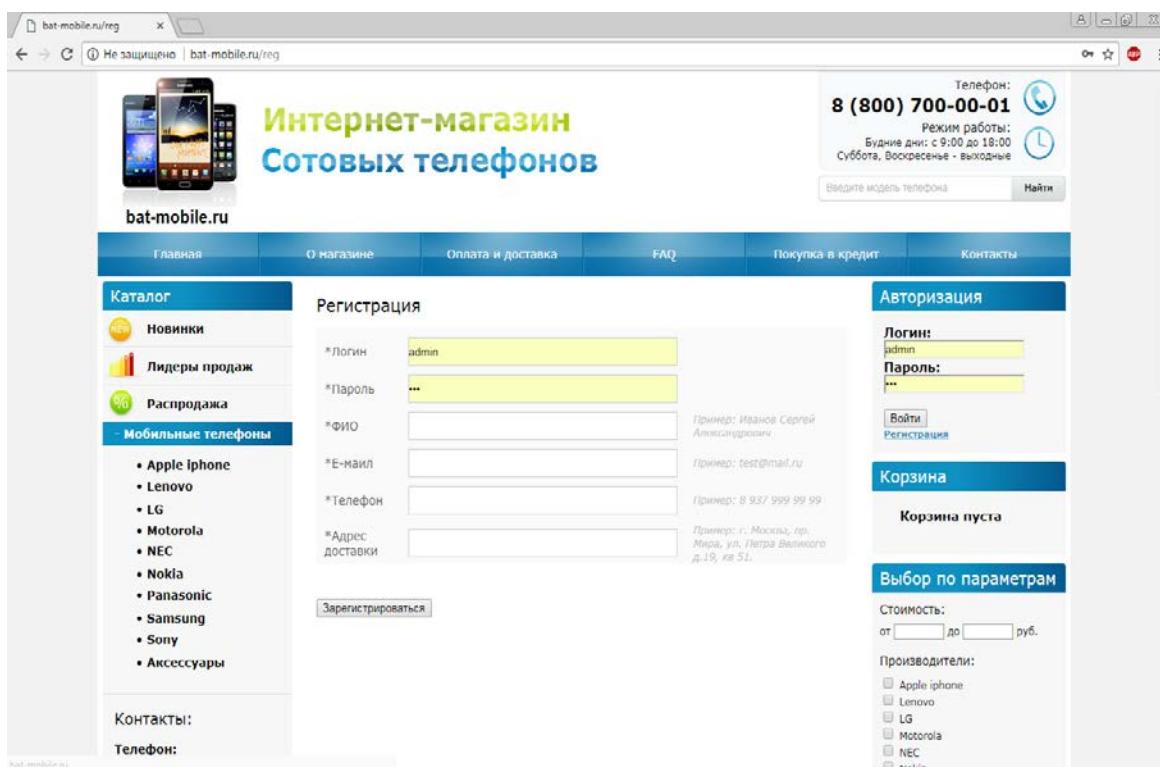 bat-mobile.ru/reg
Не защищено | bat-mobile.ru/reg
ABP
Интернет-магазин
Сотовых телефонов
bat-mobile.ru
Телефон:
8 (800) 700-00-01
Режим работы:
Будние дни: с 9:00 до 18:00
Суббота, Воскресенье - выходные
Введите модель телефона
Найти
Главная
О магазине
Оплата и доставка
FAQ
Покупка в кредит
Контакты
Каталог
NEW
Новинки
Лидеры продаж
%
Распродажа
- Мобильные телефоны
• Apple iphone
• Lenovo
• LG
• Motorola
• NEC
• Nokia
• Panasonic
• Samsung
• Sony
• Аксессуары
Контакты:
Телефон:
Регистрация
*Логин
admin
*Пароль
•••
*ФИО
Пример: Иванов Сергей
Александрович
*Е-маил
Пример: test@mail.ru
*Телефон
Пример: 8 937 999 99 99
*Адрес
доставки
Пример: г. Москва, пр.
Мира, ул. Петра Великого
д.19, кв 51.
Зарегистрироваться
Авторизация
Логин:
admin
Пароль:
•••
Войти
Регистрация
Корзина
Корзина пуста
Выбор по параметрам
Стоимость:
от до руб.
Производители:
Apple iphone
Lenovo
LG
Motorola
NEC
Nokia
bat-mobile.ru